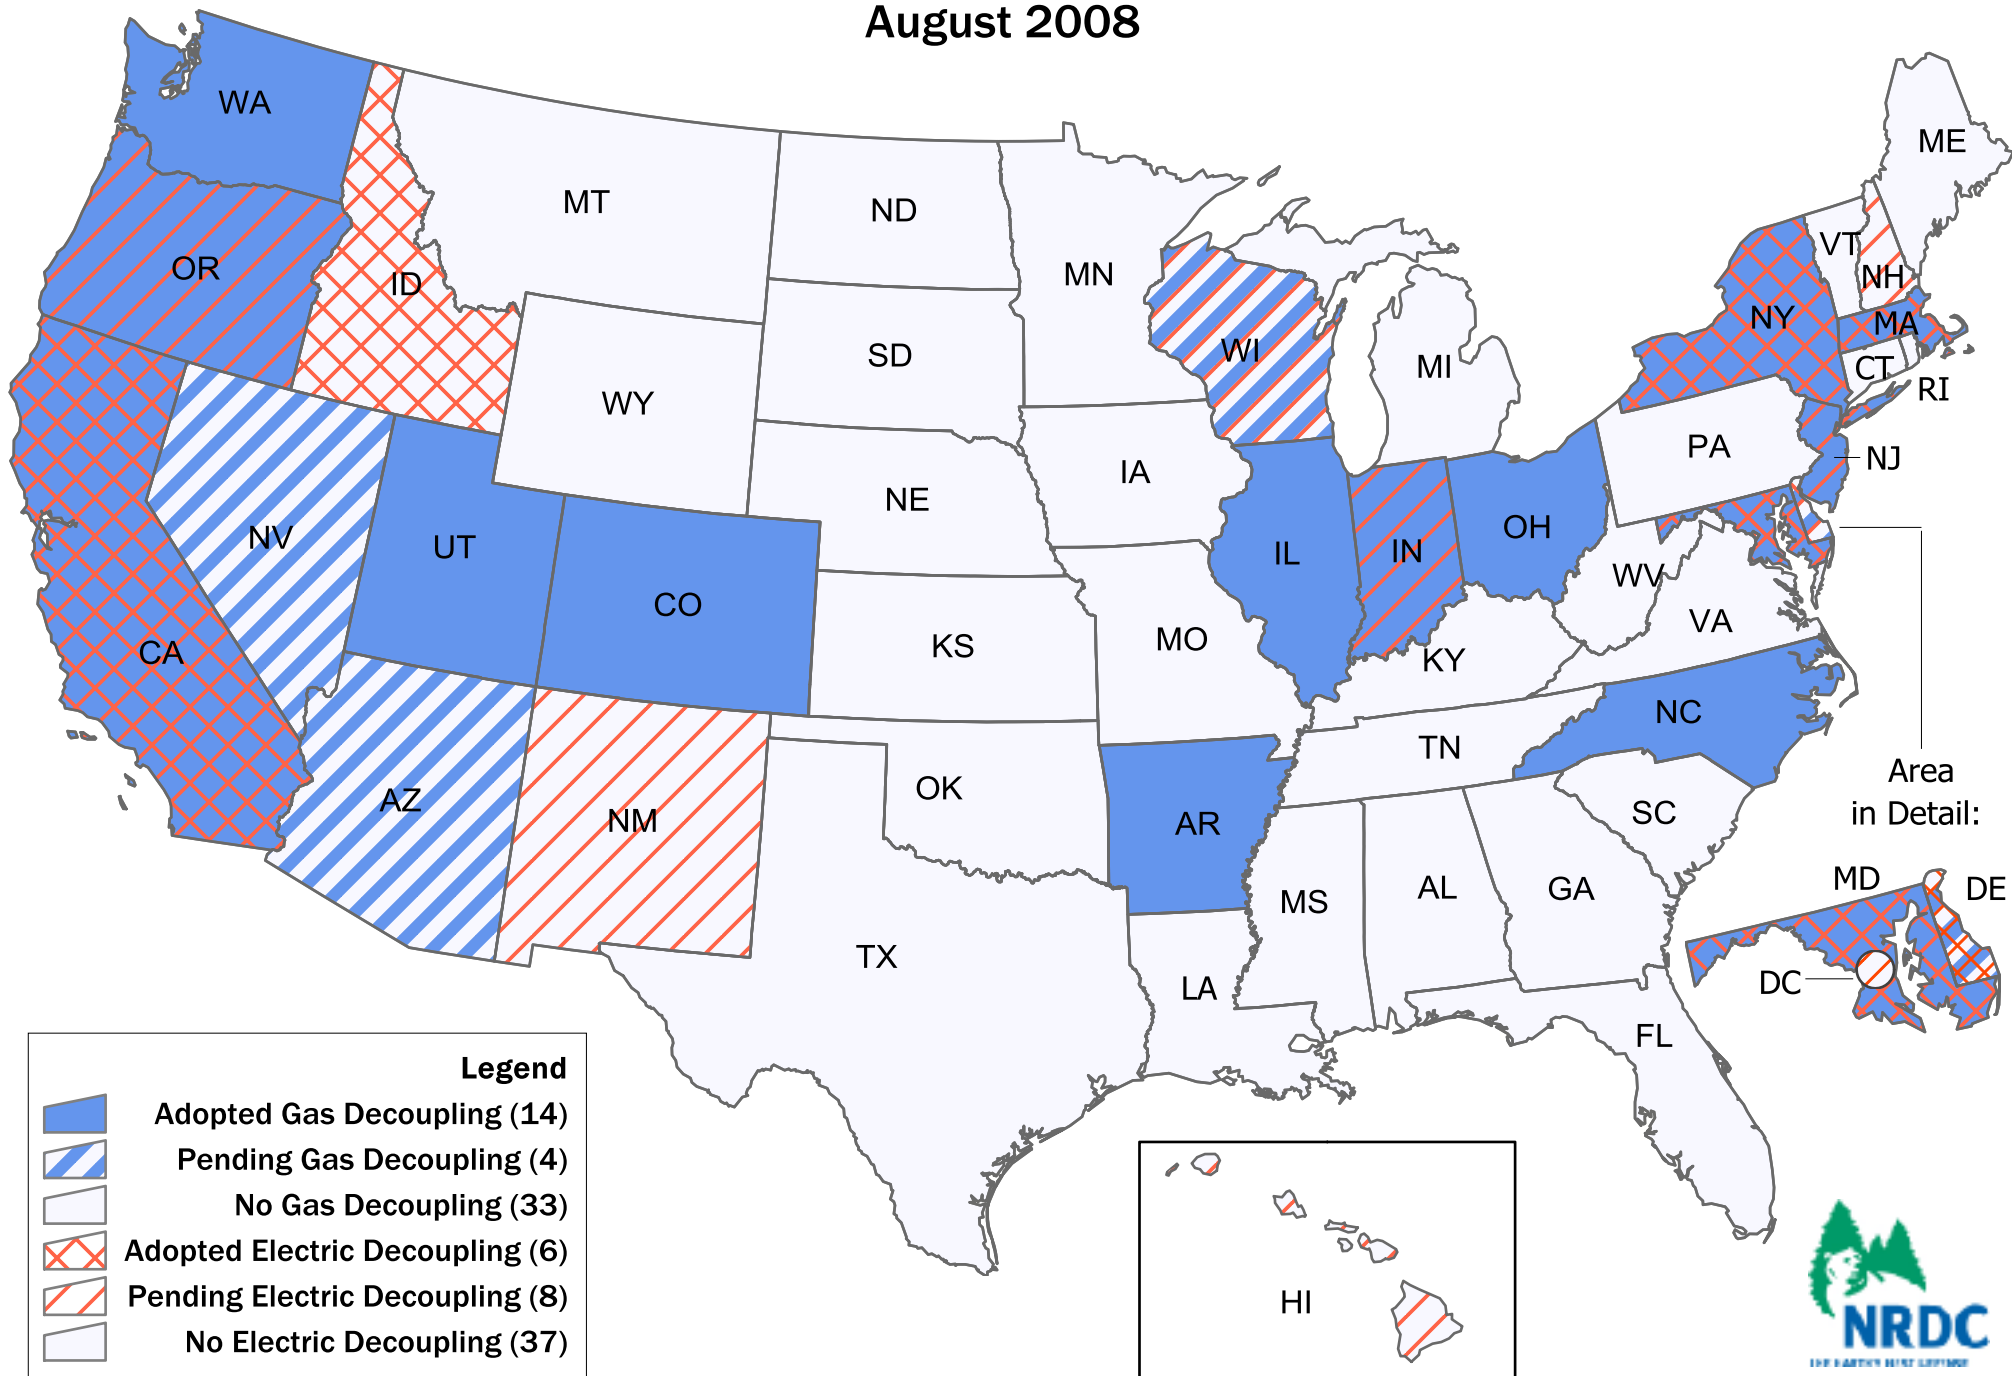 August 2008
WA
ME
MT
ND
VT
OR
MN
NH
ID
NY
MA
WI
SD
MI
CT
RI
WY
PA
NJ
IA
NE
NV
UT
OH
IL
IN
WV
CO
VA
MO
KS
CA
KY
NC
TN
Area
in Detail:
OK
AZ
SC
NM
AR
MD
DE
AL
GA
MS
TX
DC
LA
FL
Legend
Adopted Gas Decoupling (14)
Pending Gas Decoupling (4)
No Gas Decoupling (33)
Adopted Electric Decoupling (6)
Pending Electric Decoupling (8)
No Electric Decoupling (37)
HI
NRDC
THE EARTH'S BEST DEFENSE